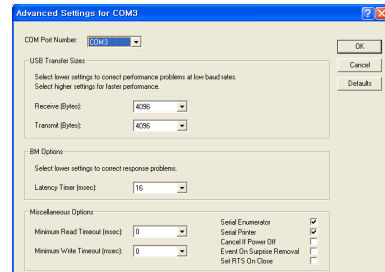 Advanced Settings for COM3
COM Port Number: COM3
OK
Cancel
Defaults
USB Transfer Sizes
Select lower settings to correct performance problems at low baud rates.
Select higher settings for faster performance.
Receive (Bytes): 4096
Transmit (Bytes): 4096
BM Options
Select lower settings to correct response problems.
Latency Timer (msec): 16
Miscellaneous Options
Minimum Read Timeout (msec): 0
Minimum Write Timeout (msec): 0
Serial Enumerator
Serial Printer
Cancel If Power Off
Event On Surprise Removal
Set RTS On Close